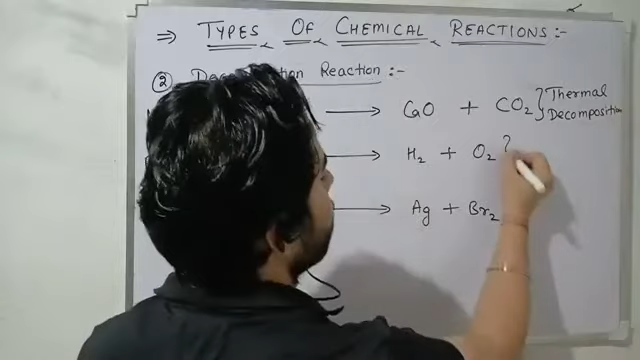 ⇒ TYPES OF CHEMICAL REACTIONS :-
② Reaction :-
⟶ CaO + CO₂ } Thermal Decomposition
⟶ H₂ + O₂
⟶ Ag + Br₂